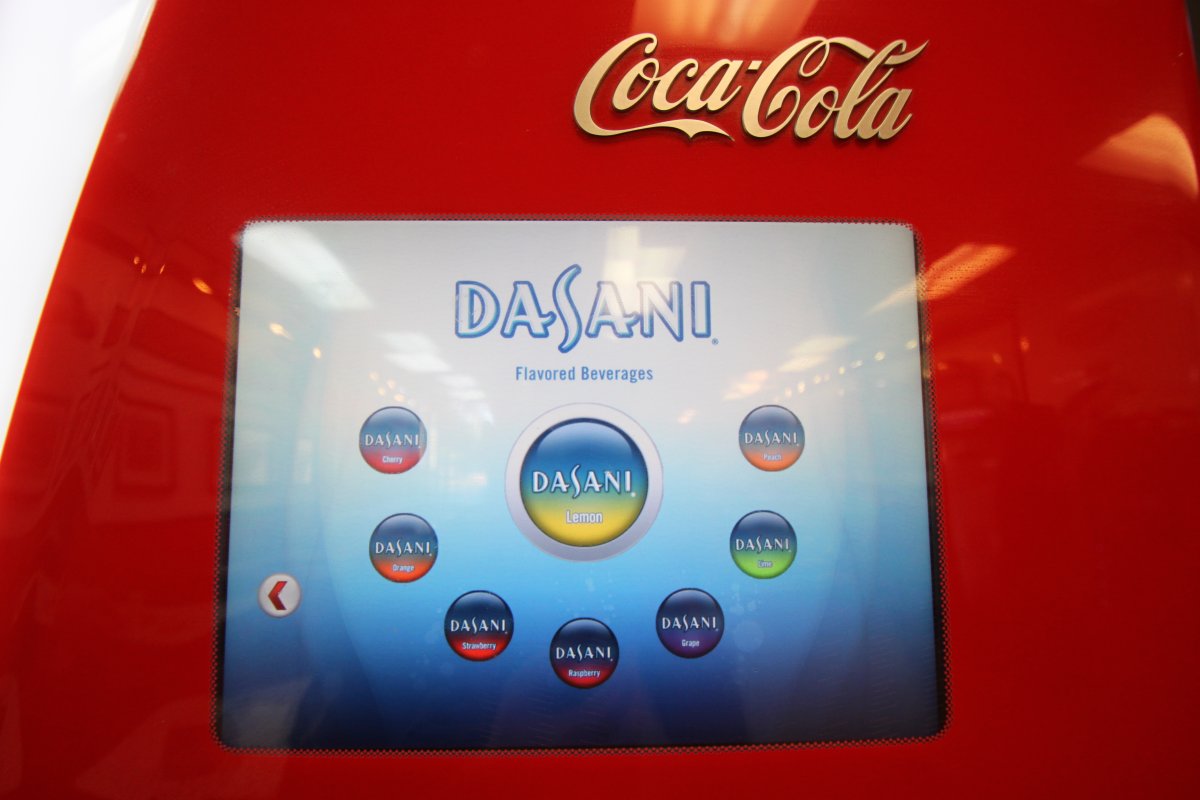 Coca-Cola
DASANI®
Flavored Beverages
DASANI
Cherry
DASANI
Lemon
DASANI
Peach
DASANI
Orange
DASANI
Lime
DASANI
Strawberry
DASANI
Raspberry
DASANI
Grape